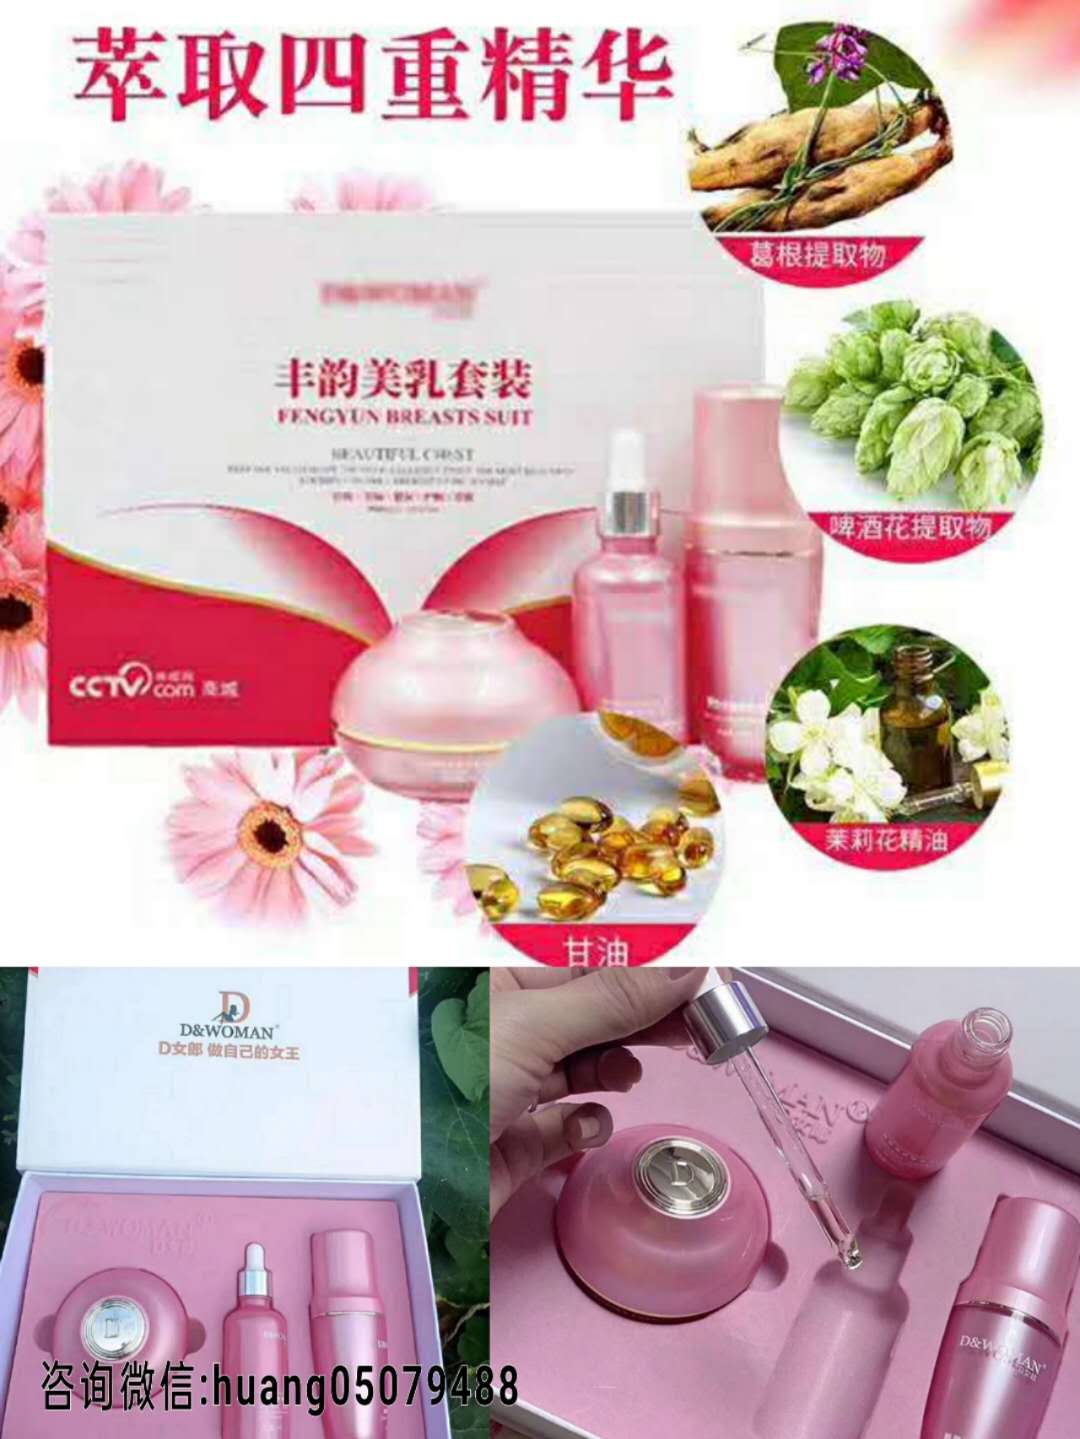 萃取四重精华
葛根提取物
D&WOMAN
丰韵美乳套装
FENGYUN BREASTS SUIT
BEAUTIFUL CHEST
啤酒花提取物
CCTV.com 商城
茉莉花精油
甘油
D
D&WOMAN®
D女郎 做自己的女王
D&WOMAN
D
D&WOMAN®
咨询微信:huang05079488